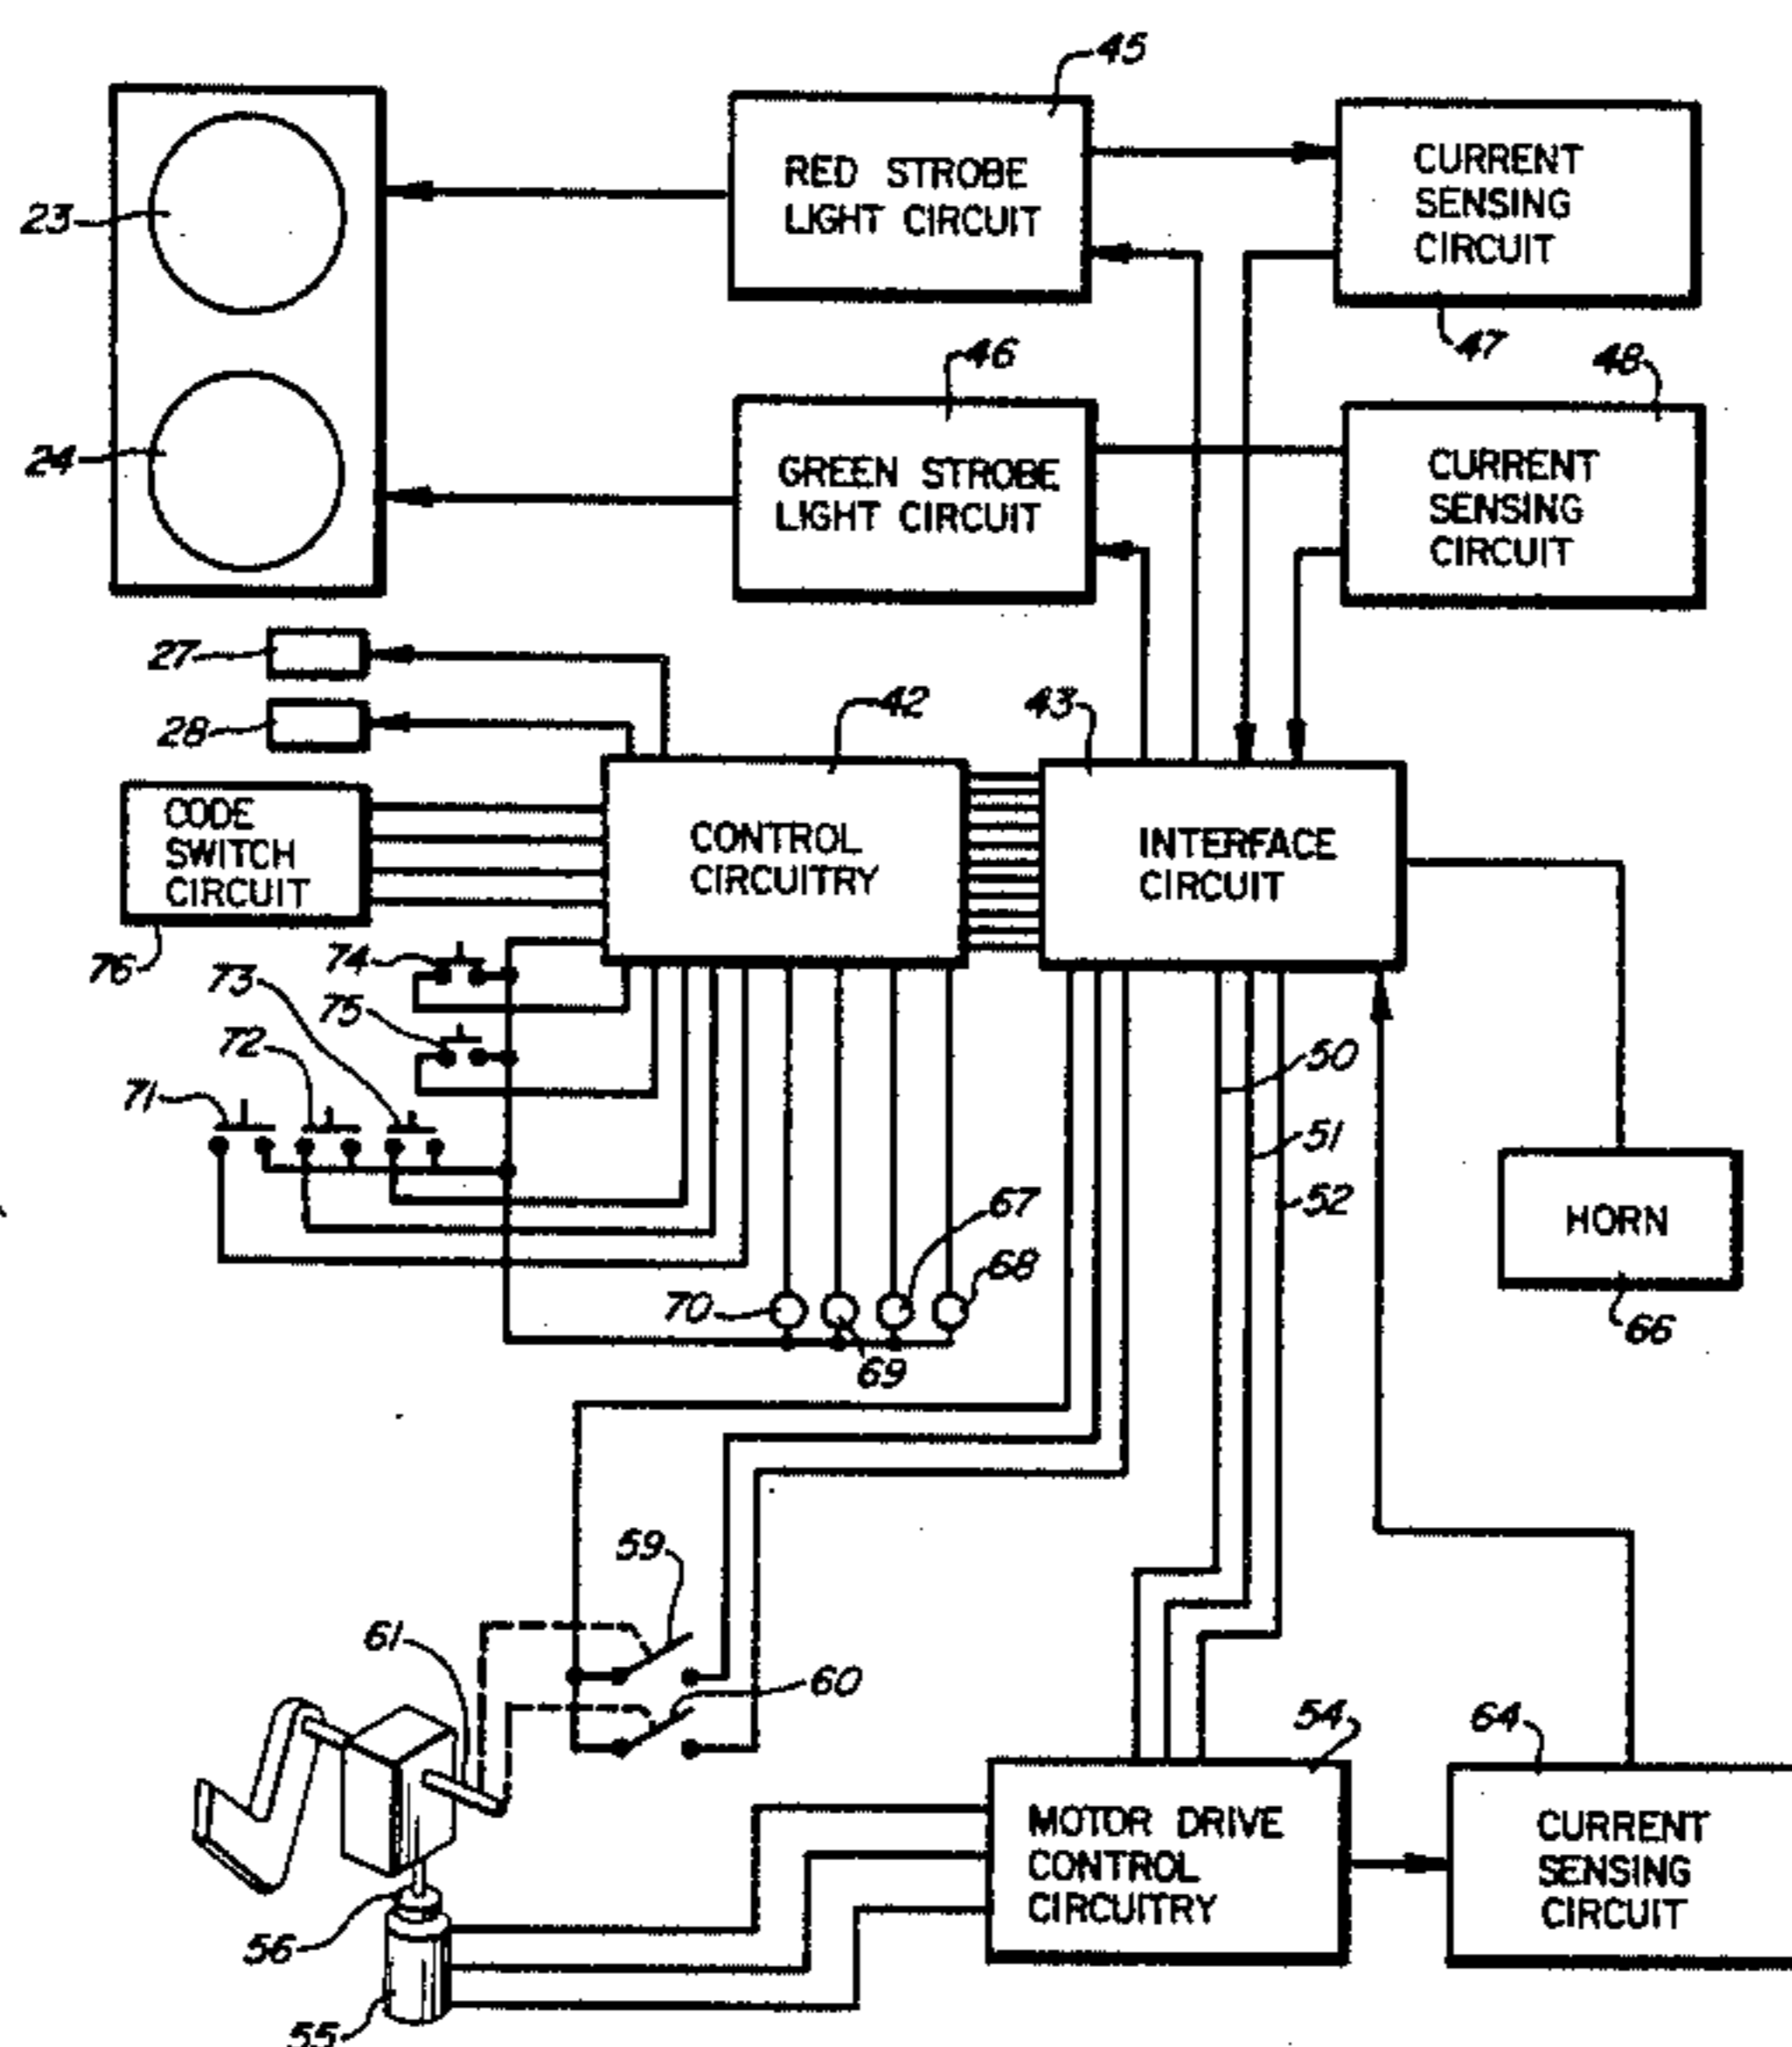 45
RED STROBE
LIGHT CIRCUIT
CURRENT
SENSING
CIRCUIT
23
47
46
48
24
GREEN STROBE
LIGHT CIRCUIT
CURRENT
SENSING
CIRCUIT
27
28
42
43
CODE
SWITCH
CIRCUIT
CONTROL
CIRCUITRY
INTERFACE
CIRCUIT
76
74
73
75
72
71
50
51
52
67
68
70
69
HORN
66
59
61
60
54
64
MOTOR DRIVE
CONTROL
CIRCUITRY
CURRENT
SENSING
CIRCUIT
56
55